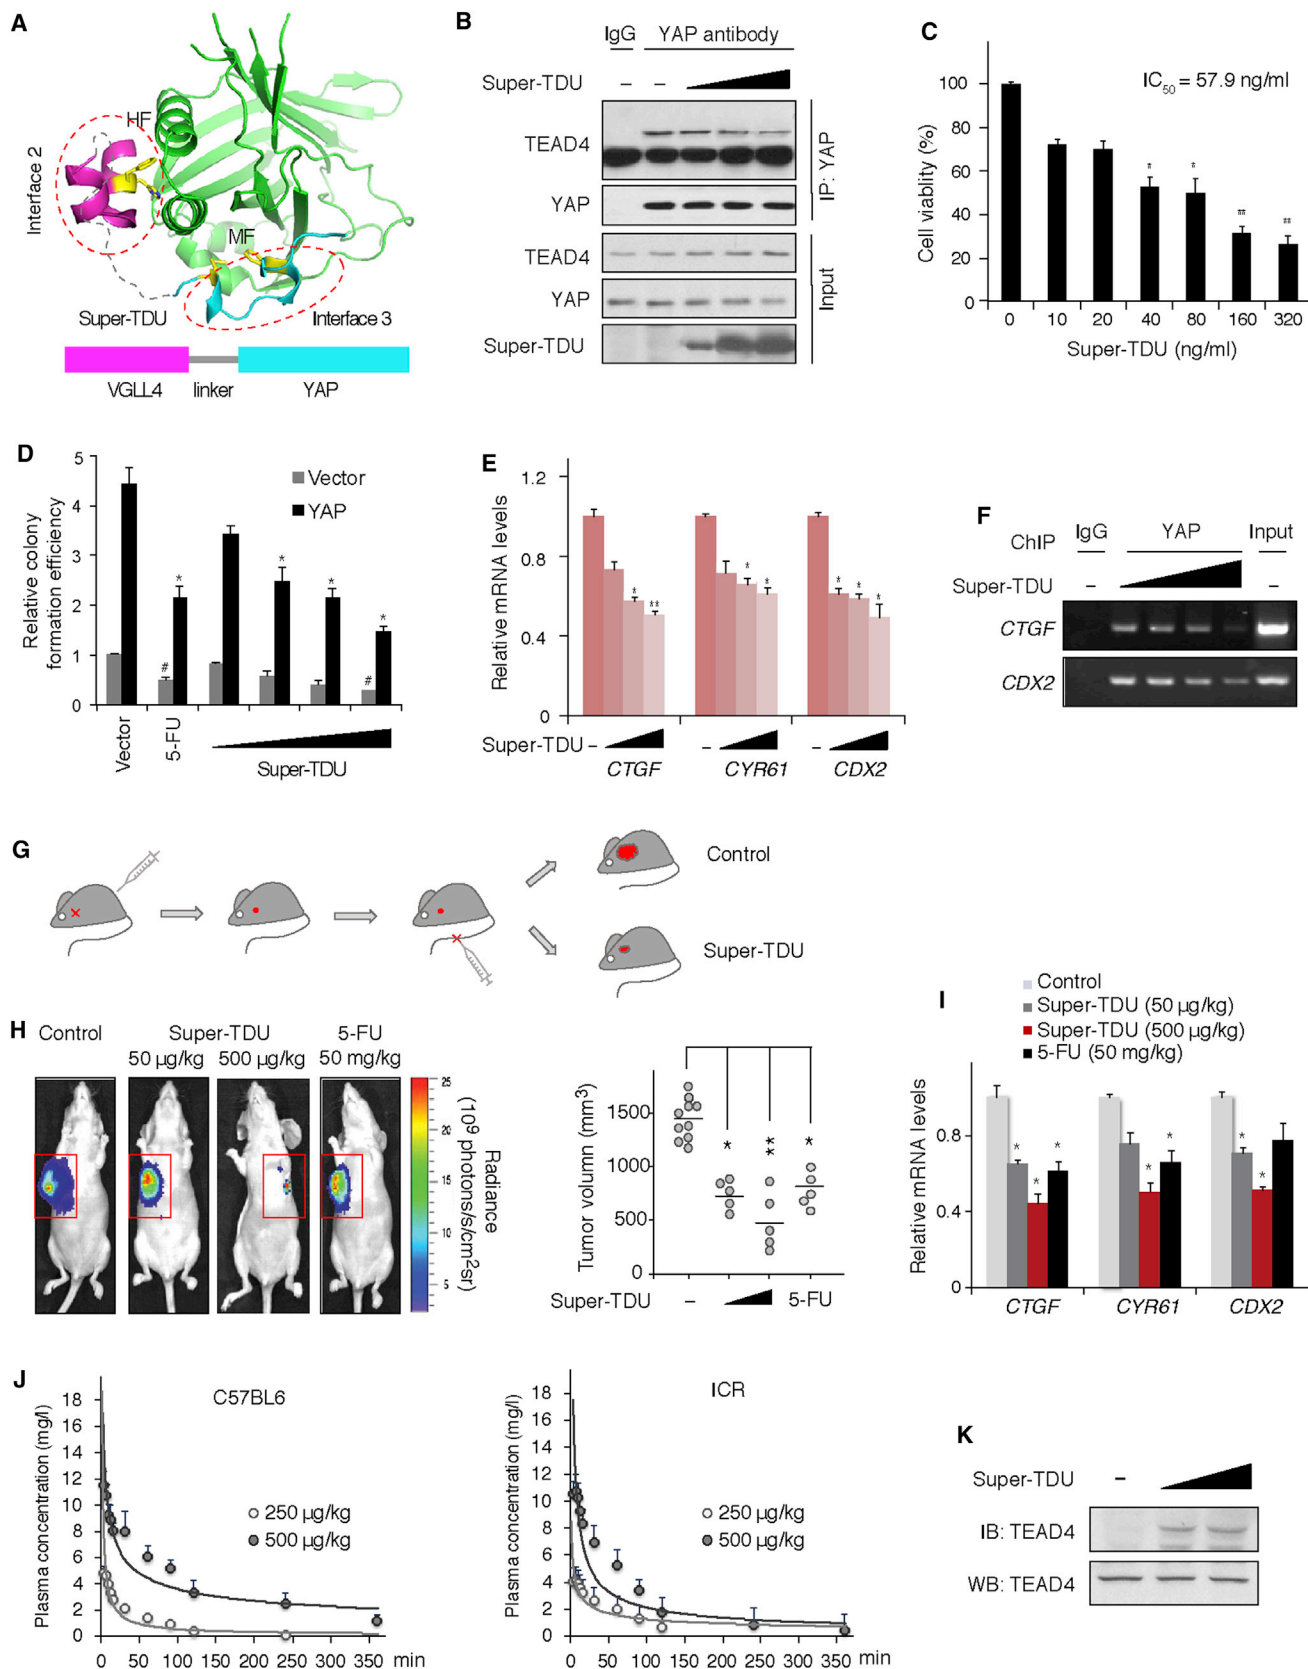 A
HF
Interface 2
MF
Super-TDU
Interface 3
VGLL4
linker
YAP
B
IgG
YAP antibody
Super-TDU
–
–
TEAD4
YAP
IP: YAP
TEAD4
YAP
Super-TDU
Input
C
IC50 = 57.9 ng/ml
Cell viablity (%)
100
80
60
40
20
0
*
*
**
**
0 10 20 40 80 160 320
Super-TDU (ng/ml)
D
Relative colony
formation efficiency
5
4
3
2
1
0
Vector
YAP
*
*
*
*
#
#
Vector
5-FU
Super-TDU
E
Relative mRNA levels
1.2
0.8
0.4
0
*
**
*
*
*
*
*
Super-TDU
– – –
CTGF CYR61 CDX2
F
ChIP
IgG
YAP
Input
Super-TDU
–
–
CTGF
CDX2
G
Control
Super-TDU
H
Control
Super-TDU
5-FU
50 µg/kg
500 µg/kg
50 mg/kg
25
20
15
10
5
Radiance
(10⁹ photons/s/cm²sr)
Tumor volumn (mm³)
1500
1000
500
0
*
**
*
Super-TDU
–
5-FU
I
Control
Super-TDU (50 µg/kg)
Super-TDU (500 µg/kg)
5-FU (50 mg/kg)
Relative mRNA levels
0.8
0.4
0
*
*
*
*
*
*
*
CTGF CYR61 CDX2
J
C57BL6
Plasma concentration (mg/l)
18
16
14
12
10
8
6
4
2
0
250 µg/kg
500 µg/kg
0 50 100 150 200 250 300 350 min
ICR
Plasma concentration (mg/l)
18
16
14
12
10
8
6
4
2
0
250 µg/kg
500 µg/kg
0 50 100 150 200 250 300 350 min
K
Super-TDU
–
IB: TEAD4
WB: TEAD4